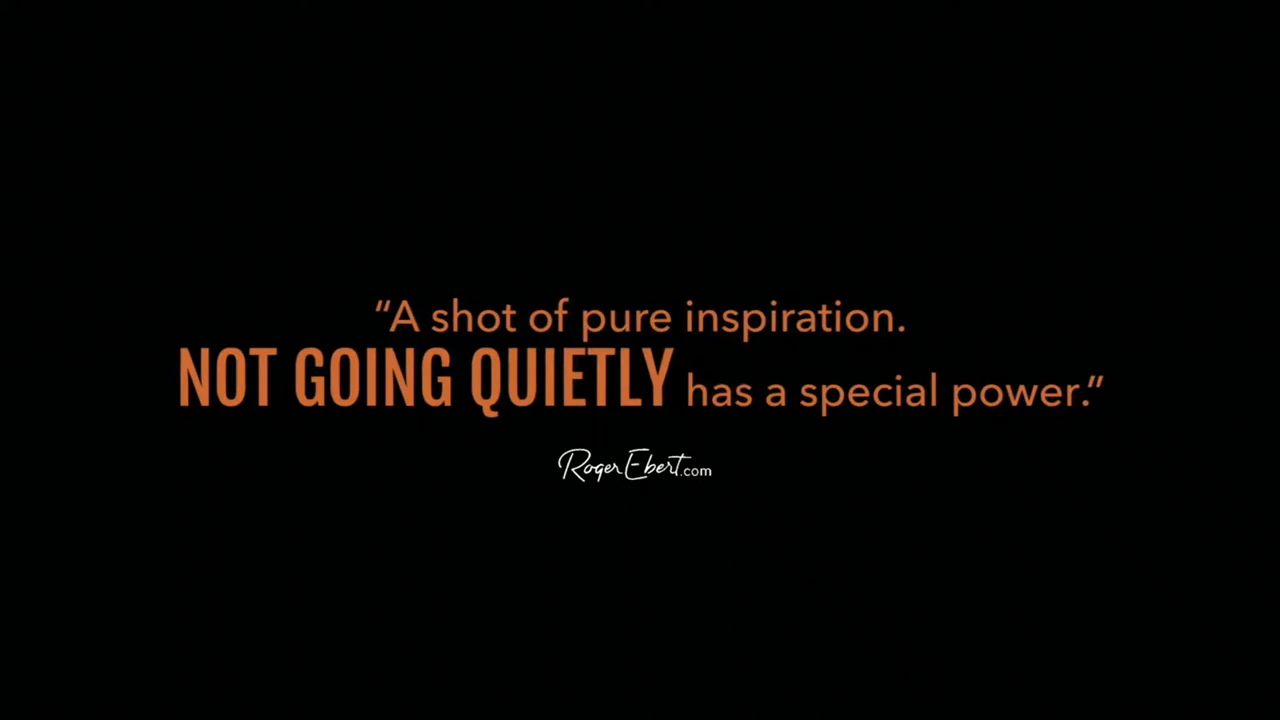 “A shot of pure inspiration.
NOT GOING QUIETLY has a special power.”
RogerEbert.com